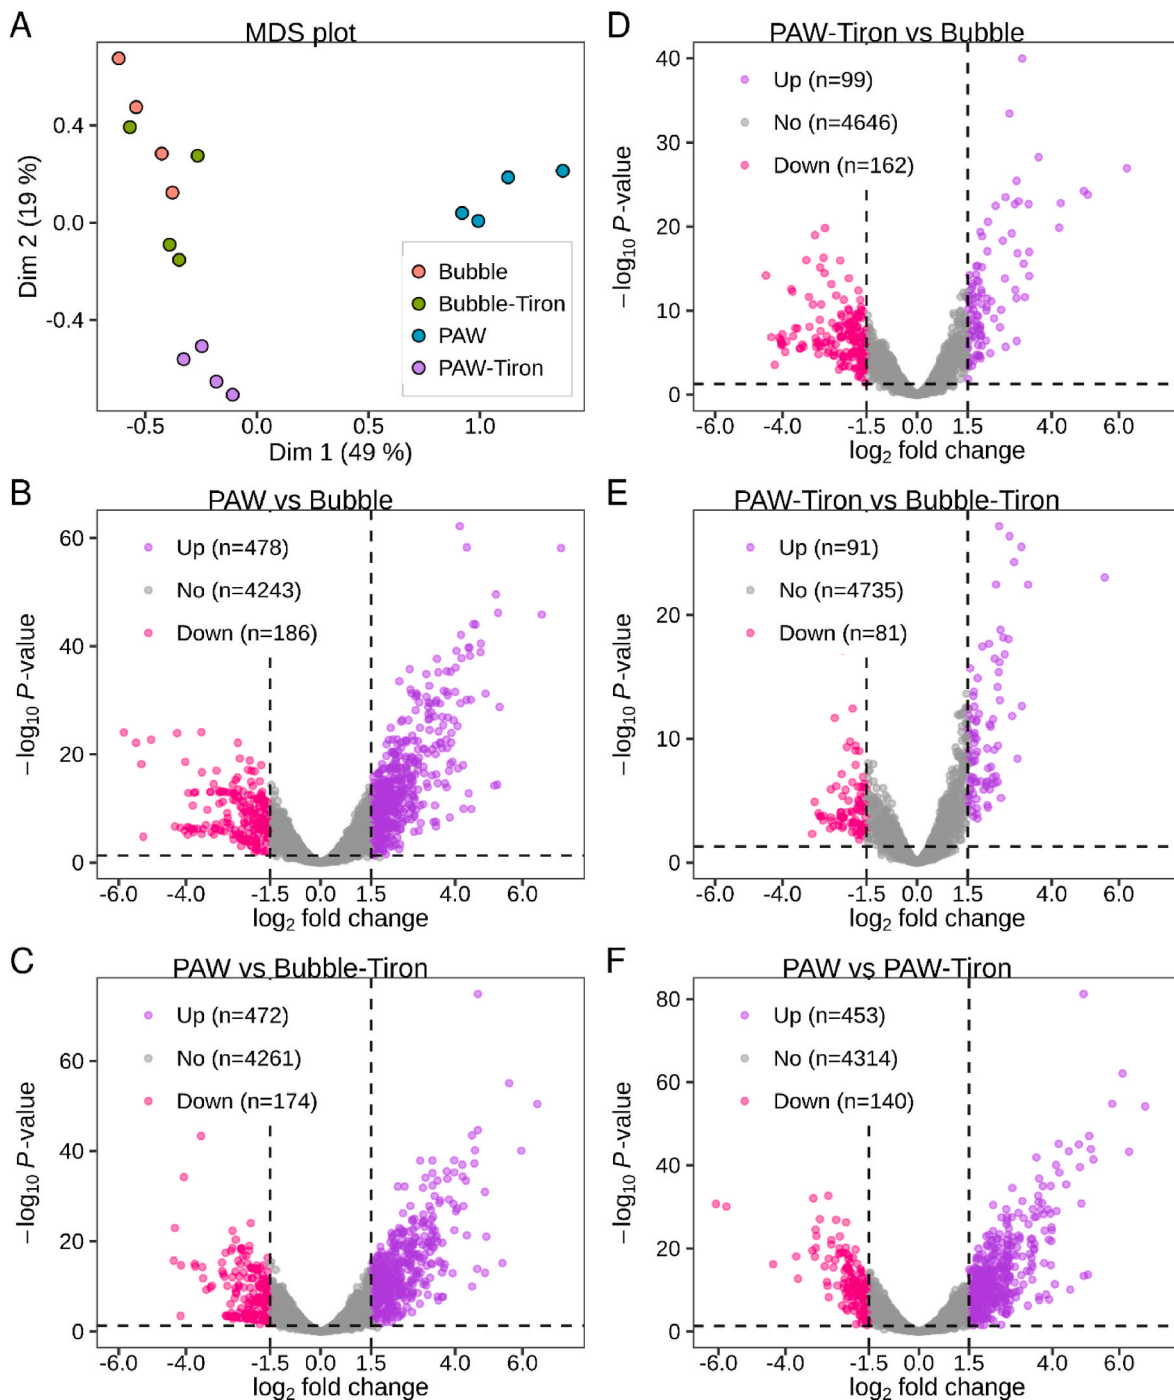 A
MDS plot
Dim 2 (19 %)
0.4
0.0
-0.4
Bubble
Bubble-Tiron
PAW
PAW-Tiron
-0.5
0.0
0.5
1.0
Dim 1 (49 %)
B
PAW vs Bubble
−log10 P-value
60
40
20
0
Up (n=478)
No (n=4243)
Down (n=186)
-6.0
-4.0
-1.5
0.0
1.5
4.0
6.0
log2 fold change
C
PAW vs Bubble-Tiron
−log10 P-value
60
40
20
0
Up (n=472)
No (n=4261)
Down (n=174)
-6.0
-4.0
-1.5
0.0
1.5
4.0
6.0
log2 fold change
D
PAW-Tiron vs Bubble
−log10 P-value
40
30
20
10
0
Up (n=99)
No (n=4646)
Down (n=162)
-6.0
-4.0
-1.5
0.0
1.5
4.0
6.0
log2 fold change
E
PAW-Tiron vs Bubble-Tiron
−log10 P-value
20
10
0
Up (n=91)
No (n=4735)
Down (n=81)
-6.0
-4.0
-1.5
0.0
1.5
4.0
6.0
log2 fold change
F
PAW vs PAW-Tiron
−log10 P-value
80
60
40
20
0
Up (n=453)
No (n=4314)
Down (n=140)
-6.0
-4.0
-1.5
0.0
1.5
4.0
6.0
log2 fold change